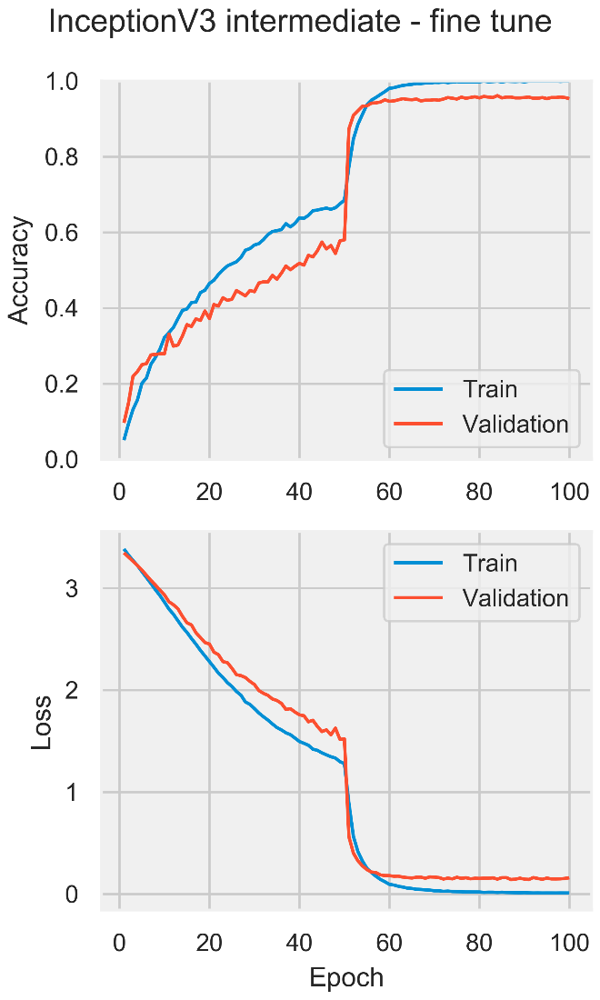 InceptionV3 intermediate - fine tune
1.0
0.8
0.6
0.4
0.2
0.0
Accuracy
Train
Validation
0 20 40 60 80 100
3
2
1
0
Loss
Train
Validation
0 20 40 60 80 100
Epoch